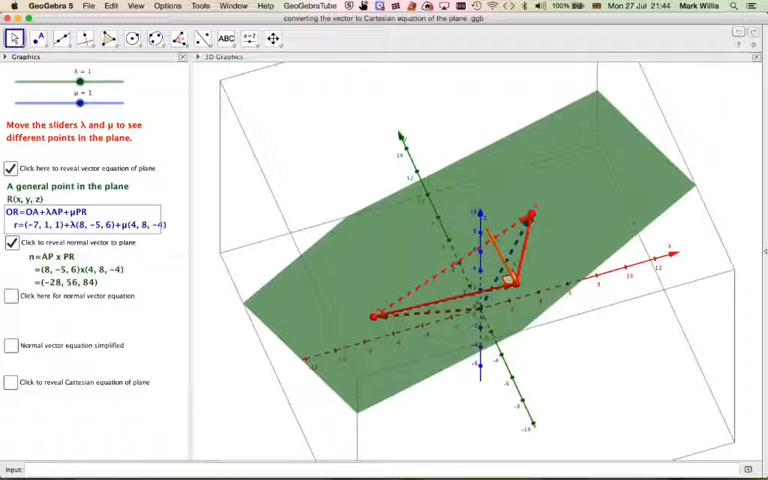 GeoGebra 5 File Edit View Options Tools Window Help GeoGebraTube 100% Mon 27 Jul 21:44 Mark Willis
converting the vector to Cartesian equation of the plane .ggb
ABC a=2
Graphics
3D Graphics
λ = 1
μ = 1
Move the sliders λ and μ to see
different points in the plane.
Click here to reveal vector equation of plane
A general point in the plane
R(x, y, z)
OR=OA+λAP+μPR
r=(-7, 1, 1)+λ(8, -5, 6)+μ(4, 8, -4)
Click to reveal normal vector to plane
n=AP x PR
=(8, -5, 6)x(4, 8, -4)
=(-28, 56, 84)
Click here for normal vector equation
Normal vector equation simplified
Click to reveal Cartesian equation of plane
Input: